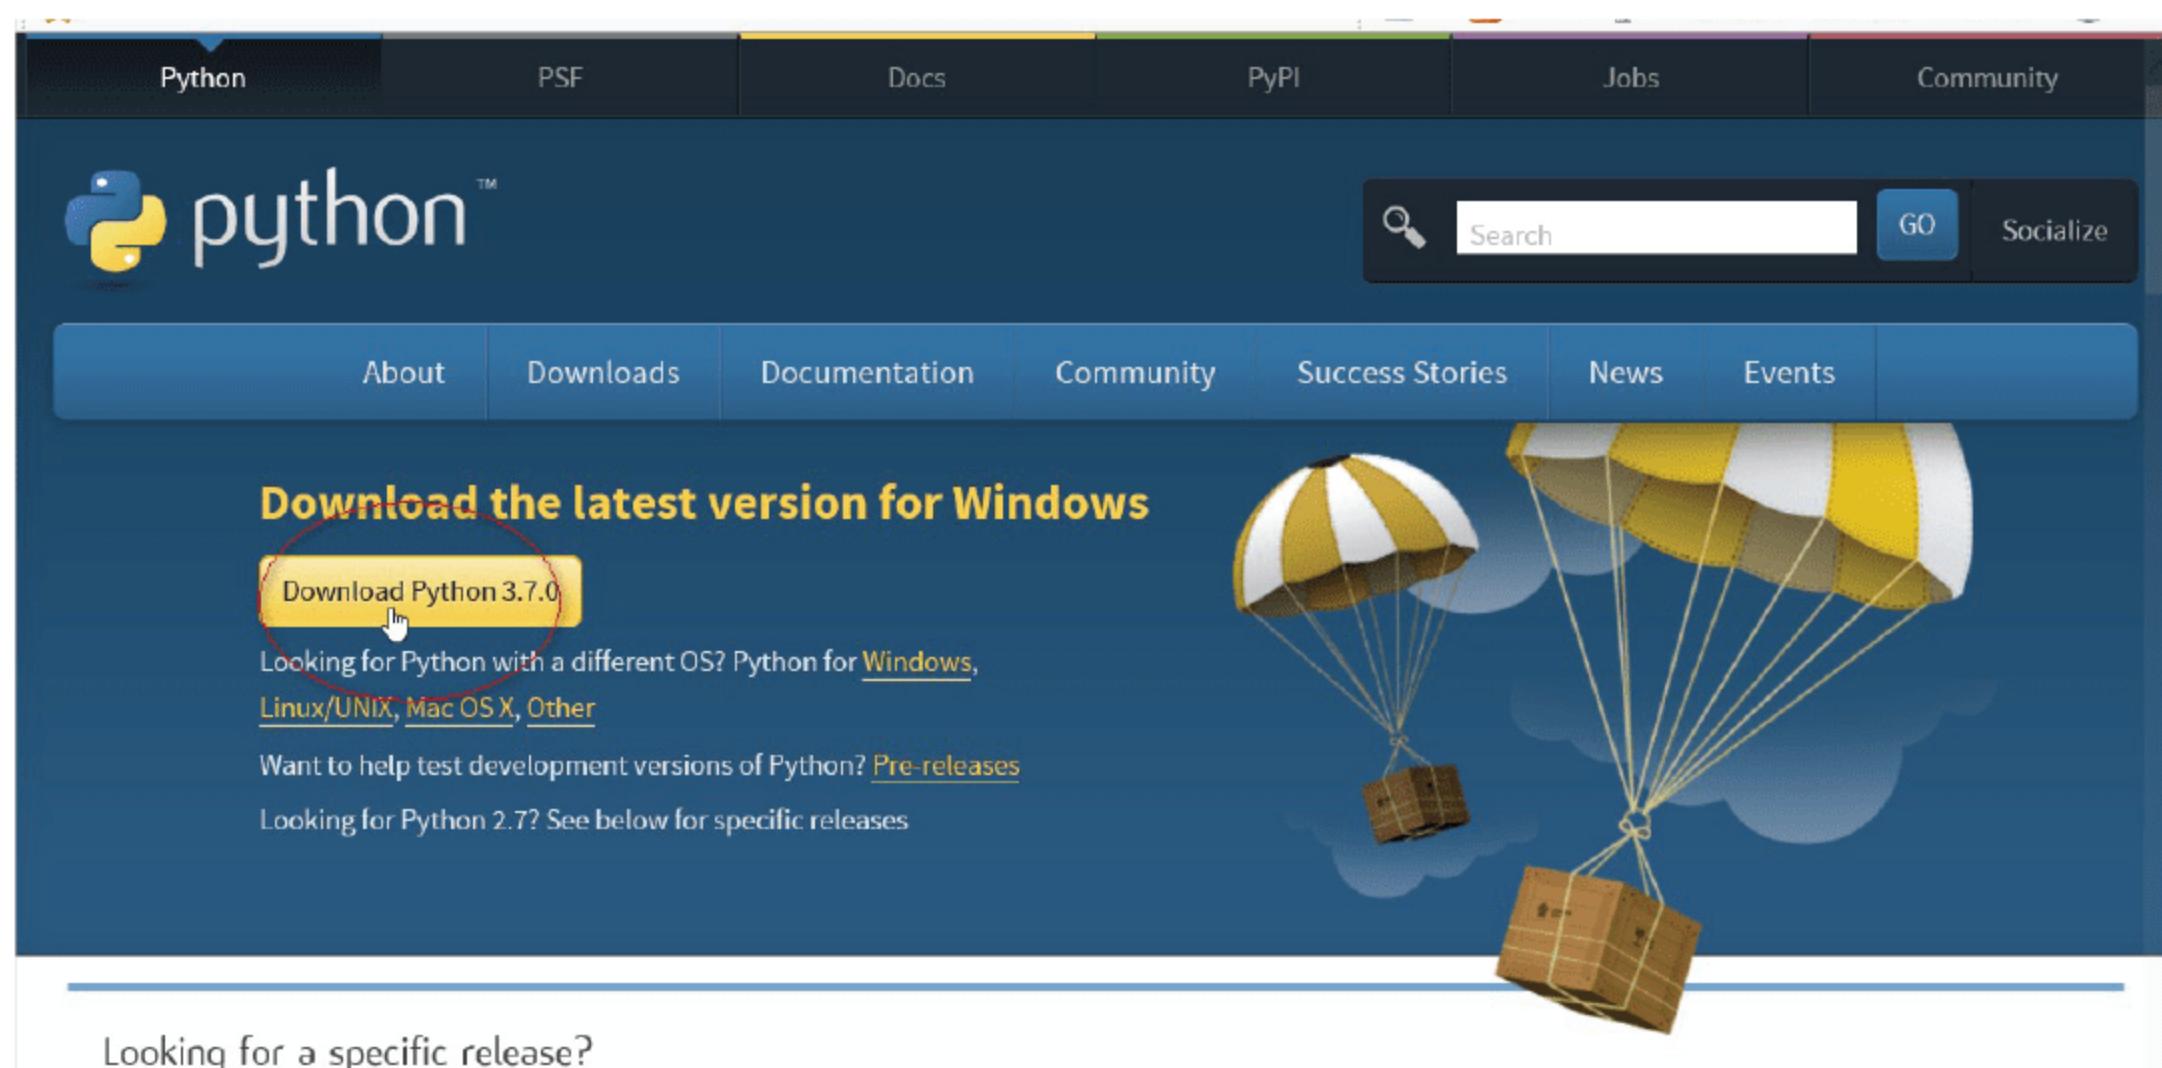 Python PSF Docs PyPI Jobs Community
python™
Search GO Socialize
About Downloads Documentation Community Success Stories News Events
Download the latest version for Windows
Download Python 3.7.0
Looking for Python with a different OS? Python for Windows,
Linux/UNIX, Mac OS X, Other
Want to help test development versions of Python? Pre-releases
Looking for Python 2.7? See below for specific releases
Looking for a specific release?